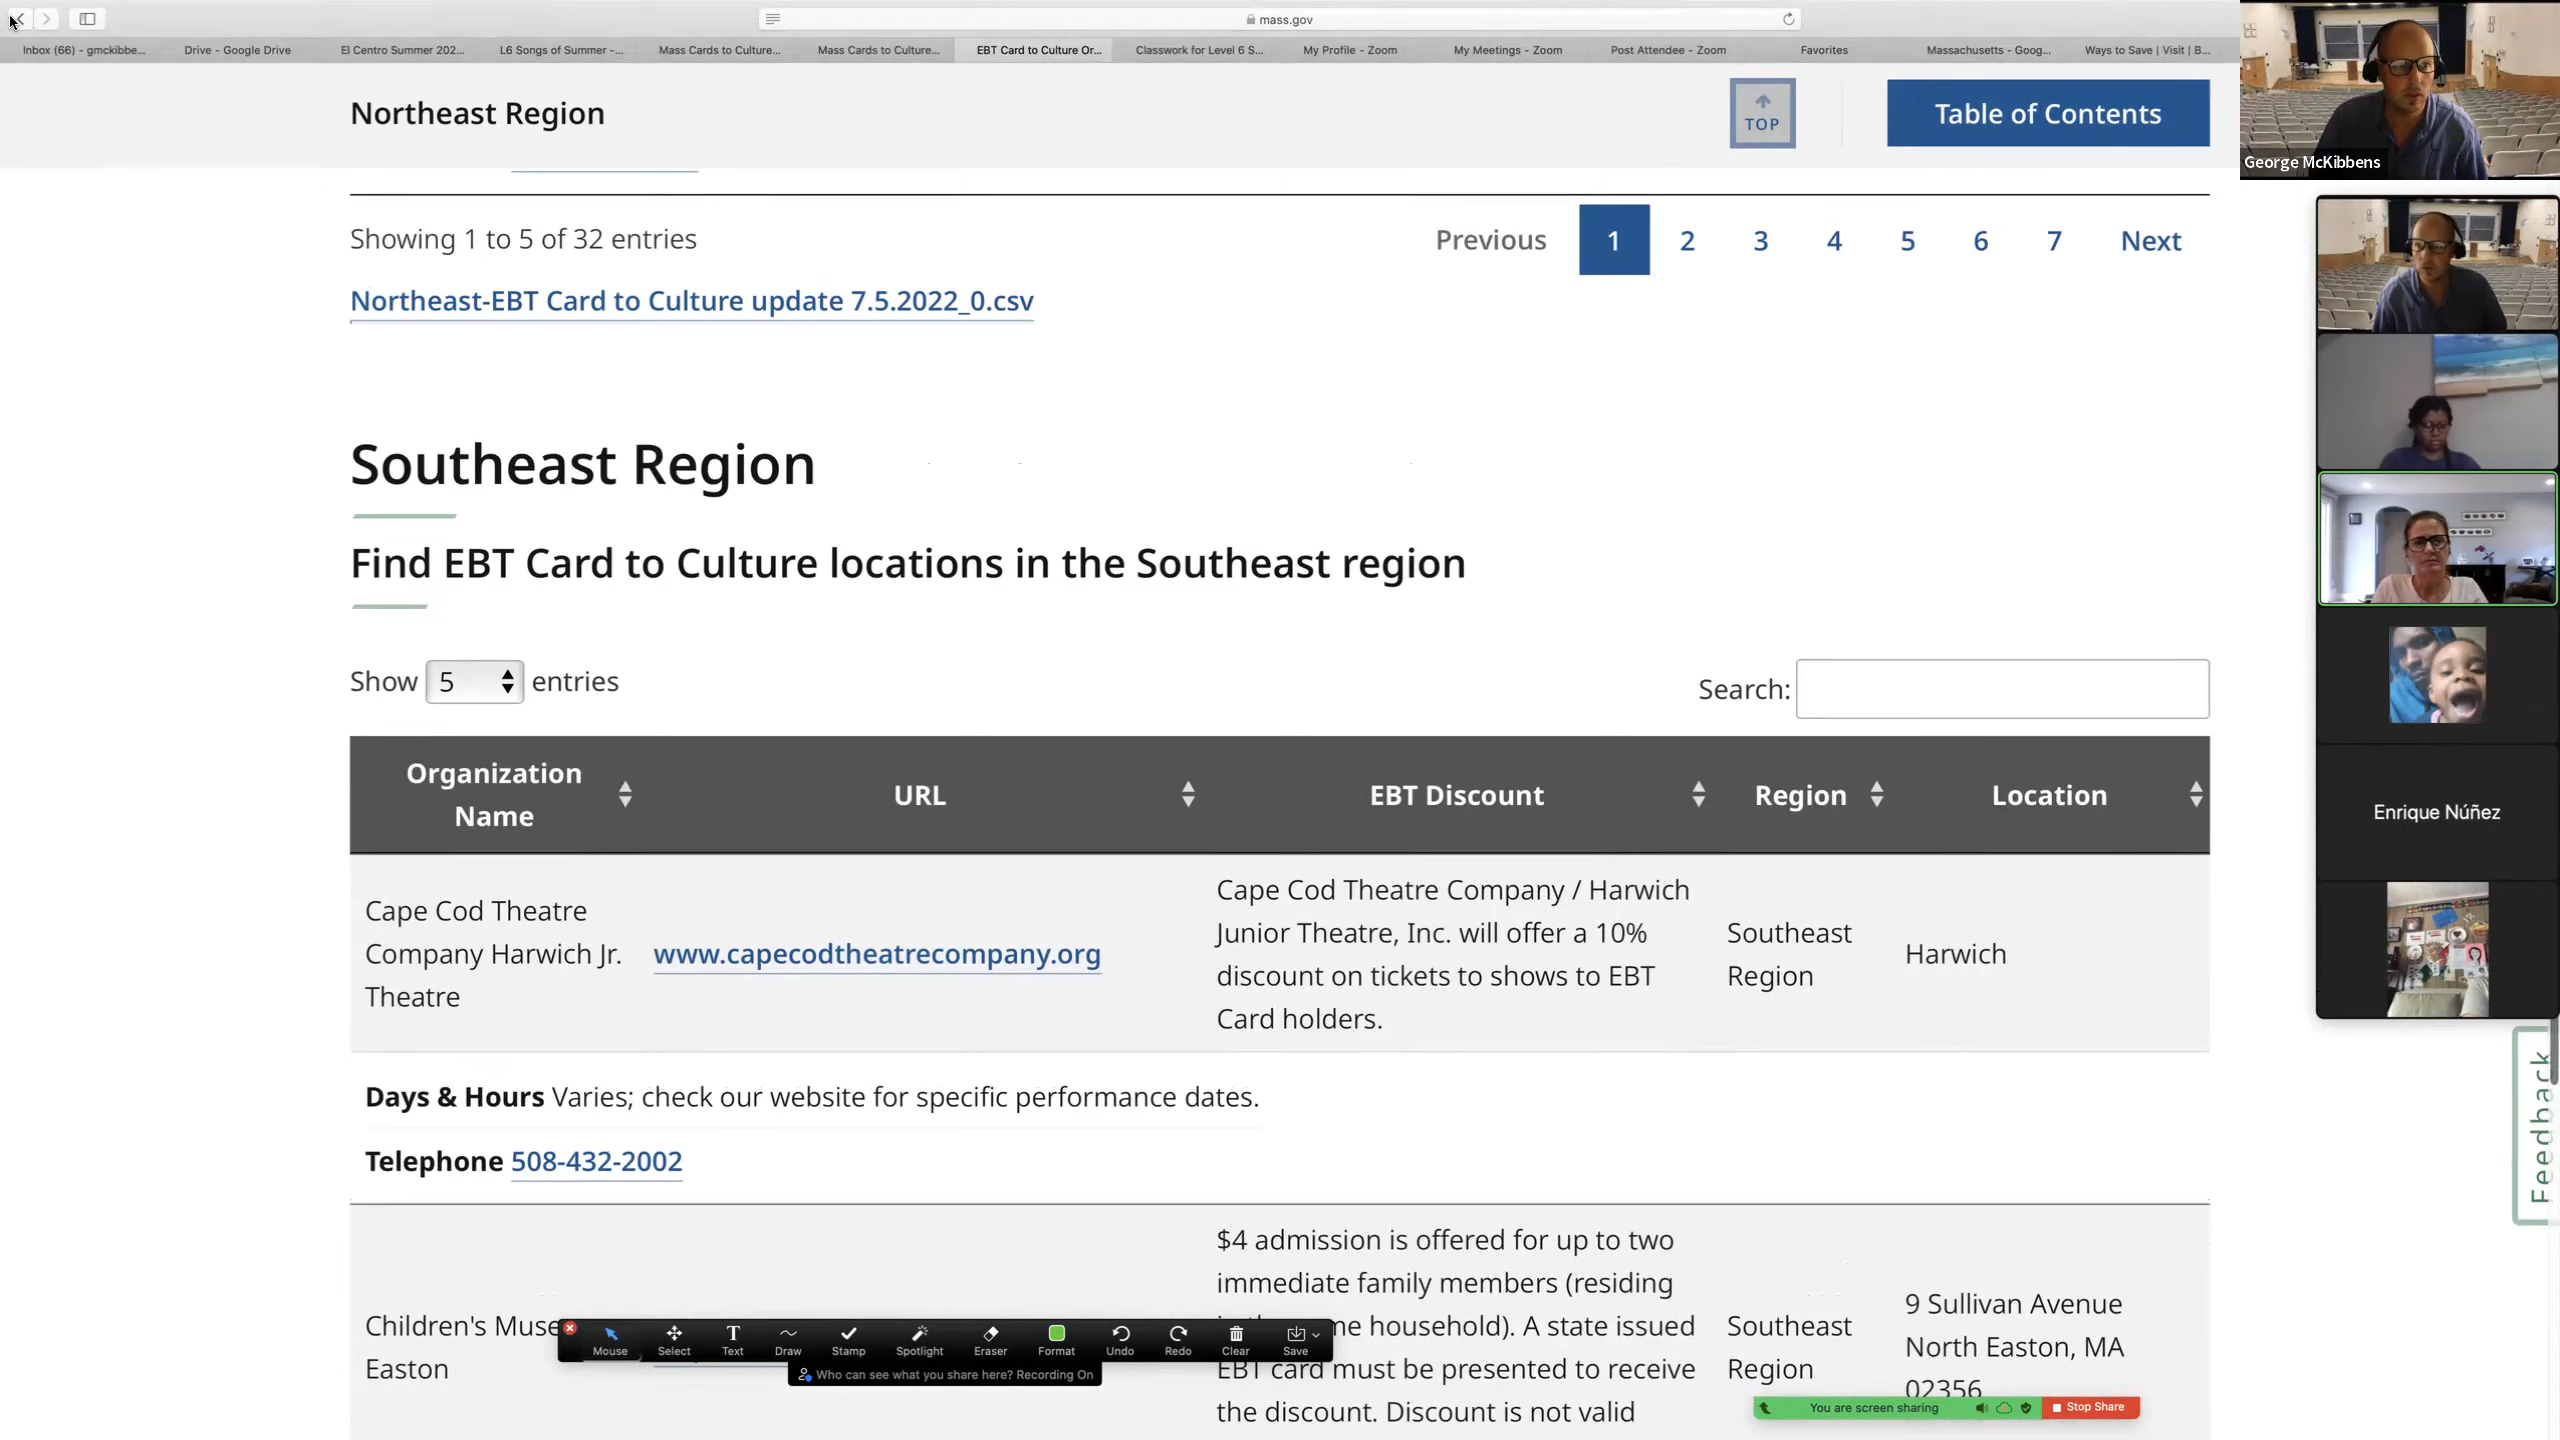 mass.gov
Inbox (66) - gmckibbe...
Drive - Google Drive
El Centro Summer 202...
L6 Songs of Summer -...
Mass Cards to Culture...
Mass Cards to Culture...
EBT Card to Culture Or...
Classwork for Level 6 S...
My Profile - Zoom
My Meetings - Zoom
Post Attendee - Zoom
Favorites
Massachusetts - Goog...
Ways to Save | Visit | B...
Northeast Region
TOP
Table of Contents
George McKibbens
Showing 1 to 5 of 32 entries
Previous 1 2 3 4 5 6 7 Next
Northeast-EBT Card to Culture update 7.5.2022_0.csv
Southeast Region
Find EBT Card to Culture locations in the Southeast region
Show 5 entries
Search:
Organization
Name
URL
EBT Discount
Region
Location
Cape Cod Theatre
Company Harwich Jr.
Theatre
www.capecodtheatrecompany.org
Cape Cod Theatre Company / Harwich
Junior Theatre, Inc. will offer a 10%
discount on tickets to shows to EBT
Card holders.
Southeast
Region
Harwich
Enrique Núñez
Feedback
Days & Hours Varies; check our website for specific performance dates.
Telephone 508-432-2002
Children's
Easton
$4 admission is offered for up to two
immediate family members (residing
household). A state issued
EBT card must be presented to receive
the discount. Discount is not valid
Southeast
Region
9 Sullivan Avenue
North Easton, MA
02356
Mouse
Select
Text
Draw
Stamp
Spotlight
Eraser
Format
Undo
Redo
Clear
Save
Who can see what you share here? Recording On
You are screen sharing
Stop Share